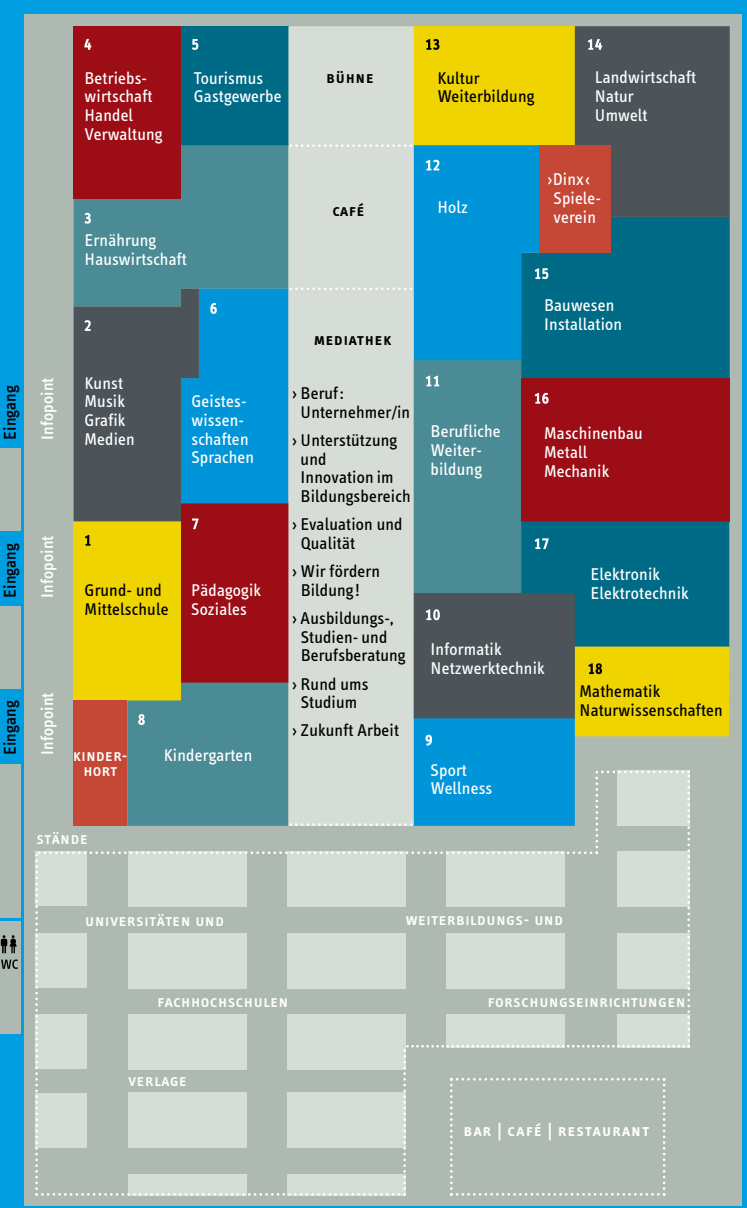 4
Betriebs-
wirtschaft
Handel
Verwaltung
5
Tourismus
Gastgewerbe
BÜHNE
13
Kultur
Weiterbildung
14
Landwirtschaft
Natur
Umwelt
3
Ernährung
Hauswirtschaft
CAFÉ
12
Holz
›Dinx‹
Spiele-
verein
15
Bauwesen
Installation
2
Kunst
Musik
Grafik
Medien
6
Geistes-
wissen-
schaften
Sprachen
MEDIATHEK
› Beruf:
Unternehmer/in
› Unterstützung
und
Innovation im
Bildungsbereich
› Evaluation und
Qualität
› Wir fördern
Bildung!
› Ausbildungs-,
Studien- und
Berufsberatung
› Rund ums
Studium
› Zukunft Arbeit
11
Berufliche
Weiter-
bildung
16
Maschinenbau
Metall
Mechanik
Eingang
Infopoint
1
Grund- und
Mittelschule
7
Pädagogik
Soziales
17
Elektronik
Elektrotechnik
Eingang
Infopoint
10
Informatik
Netzwerktechnik
18
Mathematik
Naturwissenschaften
Eingang
Infopoint
KINDER-
HORT
8
Kindergarten
9
Sport
Wellness
STÄNDE
UNIVERSITÄTEN UND
WEITERBILDUNGS- UND
WC
FACHHOCHSCHULEN
FORSCHUNGSEINRICHTUNGEN
VERLAGE
BAR | CAFÉ | RESTAURANT